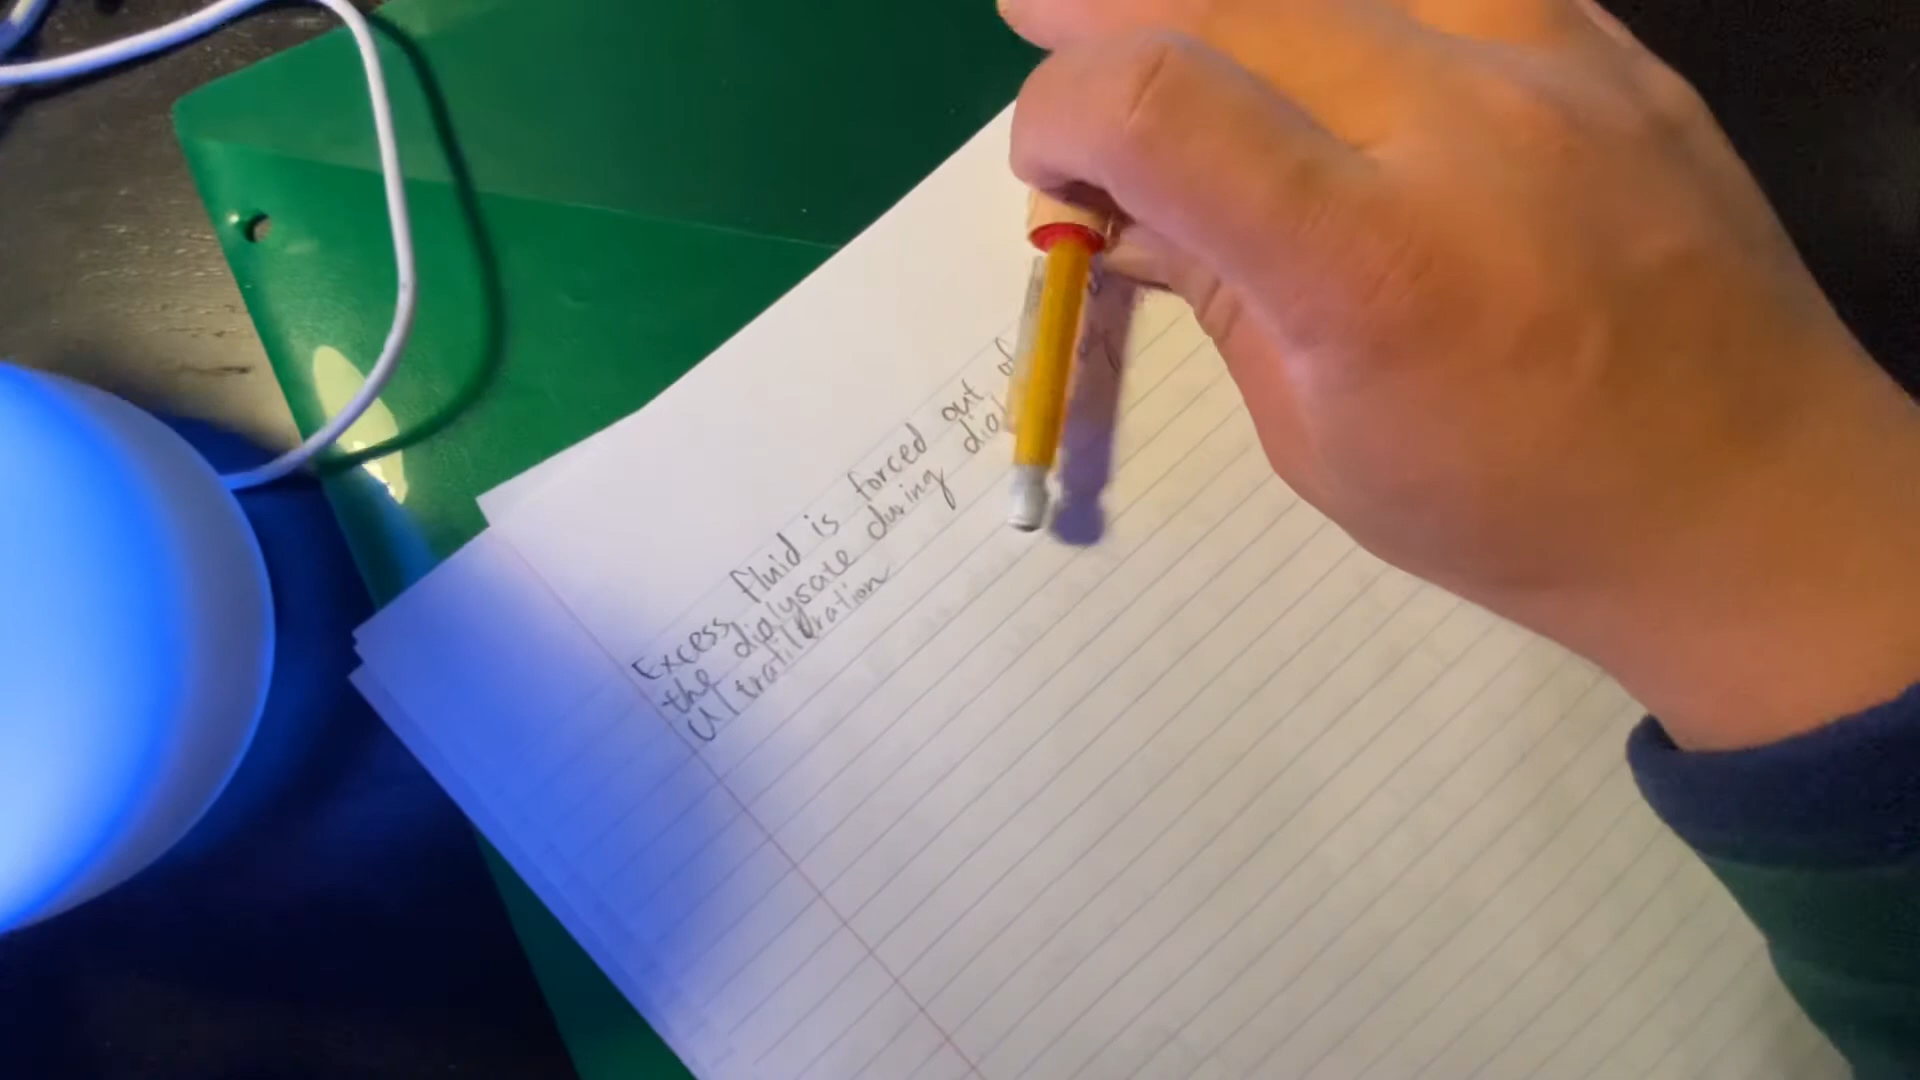 Excess fluid is forced out of
the dialysate during
Ultrafiltration